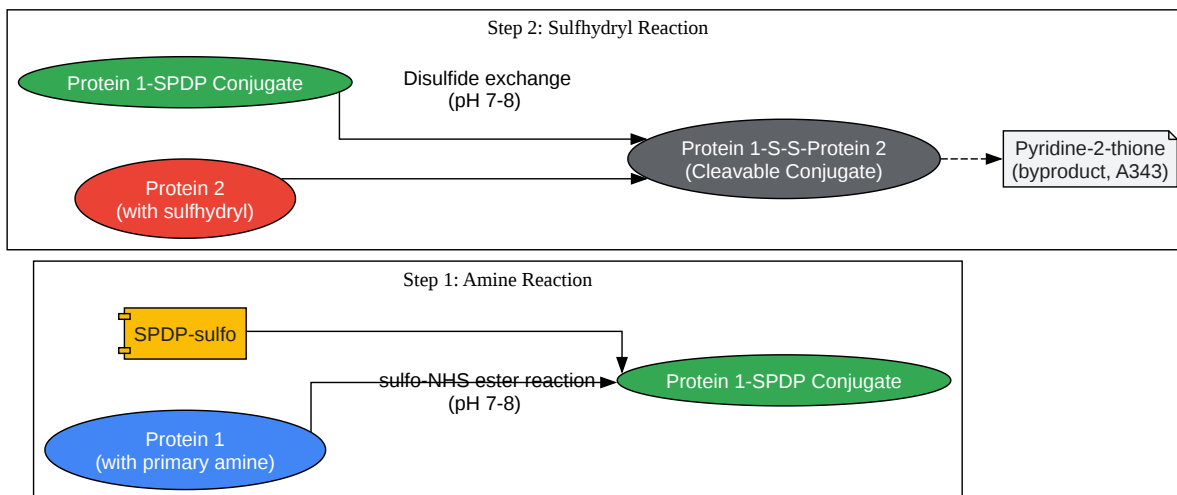 Step 2: Sulfhydryl Reaction
Protein 1-SPDP Conjugate
Disulfide exchange
(pH 7-8)
Protein 2
(with sulfhydryl)
Protein 1-S-S-Protein 2
(Cleavable Conjugate)
Pyridine-2-thione
(byproduct, A343)
Step 1: Amine Reaction
SPDP-sulfo
sulfo-NHS ester reaction
(pH 7-8)
Protein 1-SPDP Conjugate
Protein 1
(with primary amine)